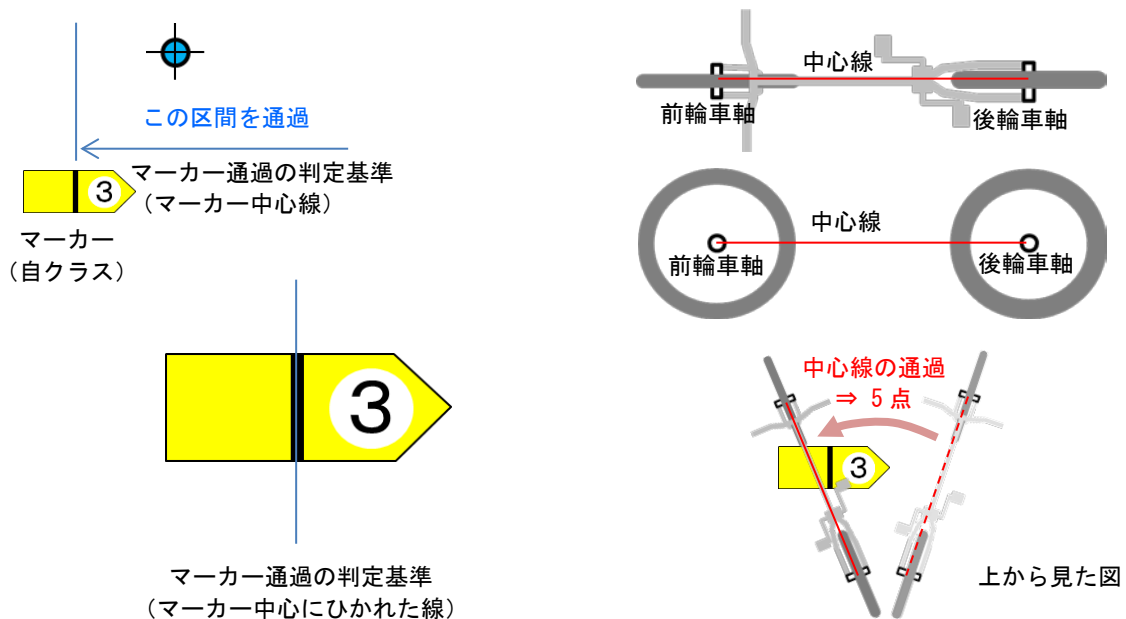 この区間を通過
マーカー通過の判定基準
（マーカー中心線）
3
マーカー
（自クラス）
3
マーカー通過の判定基準
（マーカー中心にひかれた線）
中心線
前輪車軸
後輪車軸
中心線
前輪車軸
後輪車軸
中心線の通過
⇒ 5点
3
上から見た図